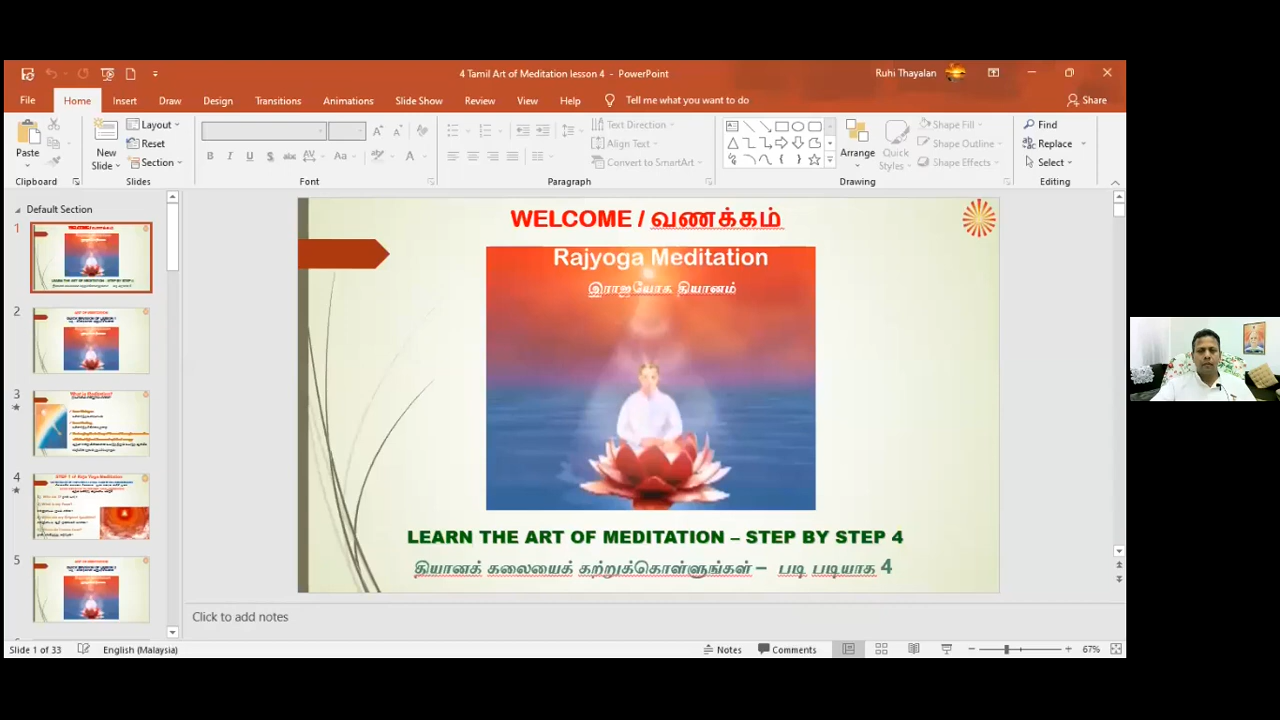 4 Tamil Art of Meditation lesson 4 - PowerPoint
Ruhi Thayalan
File Home Insert Draw Design Transitions Animations Slide Show Review View Help Tell me what you want to do Share
Paste
New Slide
Layout
Reset
Section
Text Direction
Align Text
Convert to SmartArt
Arrange
Quick Styles
Shape Fill
Shape Outline
Shape Effects
Find
Replace
Select
Clipboard Slides Font Paragraph Drawing Editing
Default Section
1
2
3
4
5
WELCOME / வணக்கம்
Rajyoga Meditation
இராஜயோக தியானம்
LEARN THE ART OF MEDITATION – STEP BY STEP 4
தியானக் கலையைக் கற்றுக்கொள்ளுங்கள் – படி படியாக 4
Click to add notes
Slide 1 of 33 English (Malaysia) Notes Comments 67%